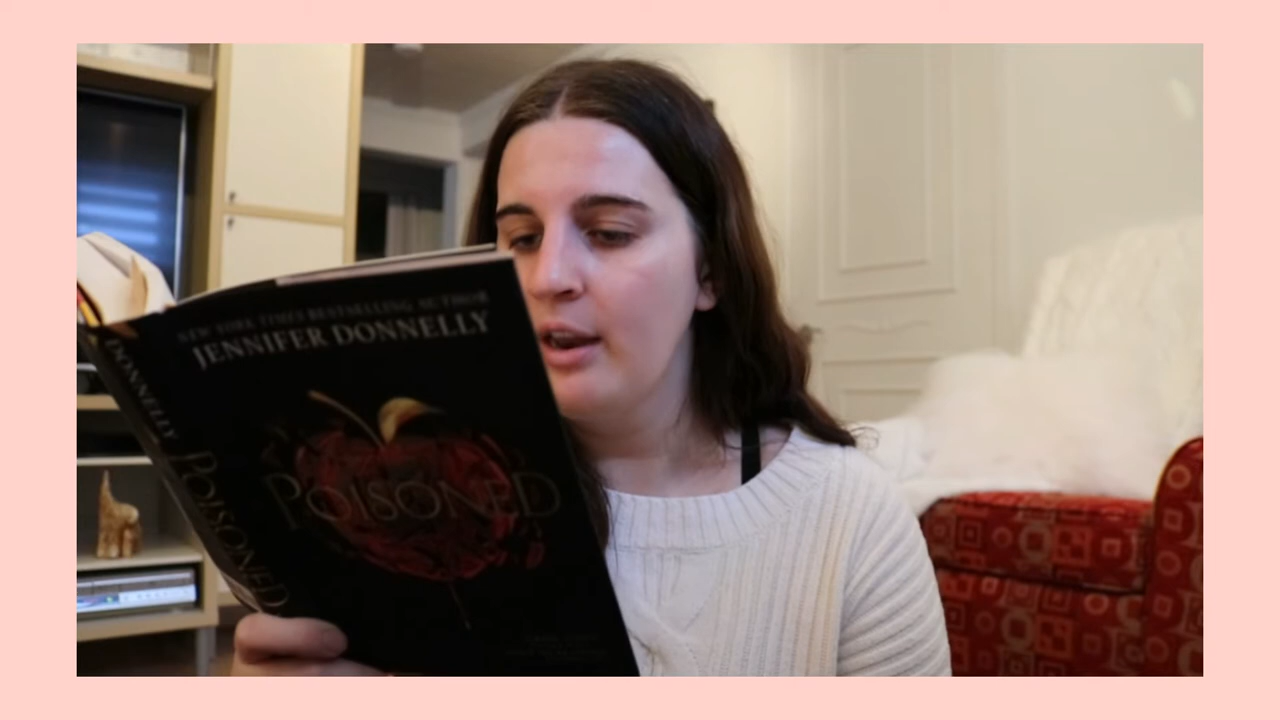 NEW YORK TIMES BESTSELLING AUTHOR
JENNIFER DONNELLY
POISONED
DONNELLY
POISONED